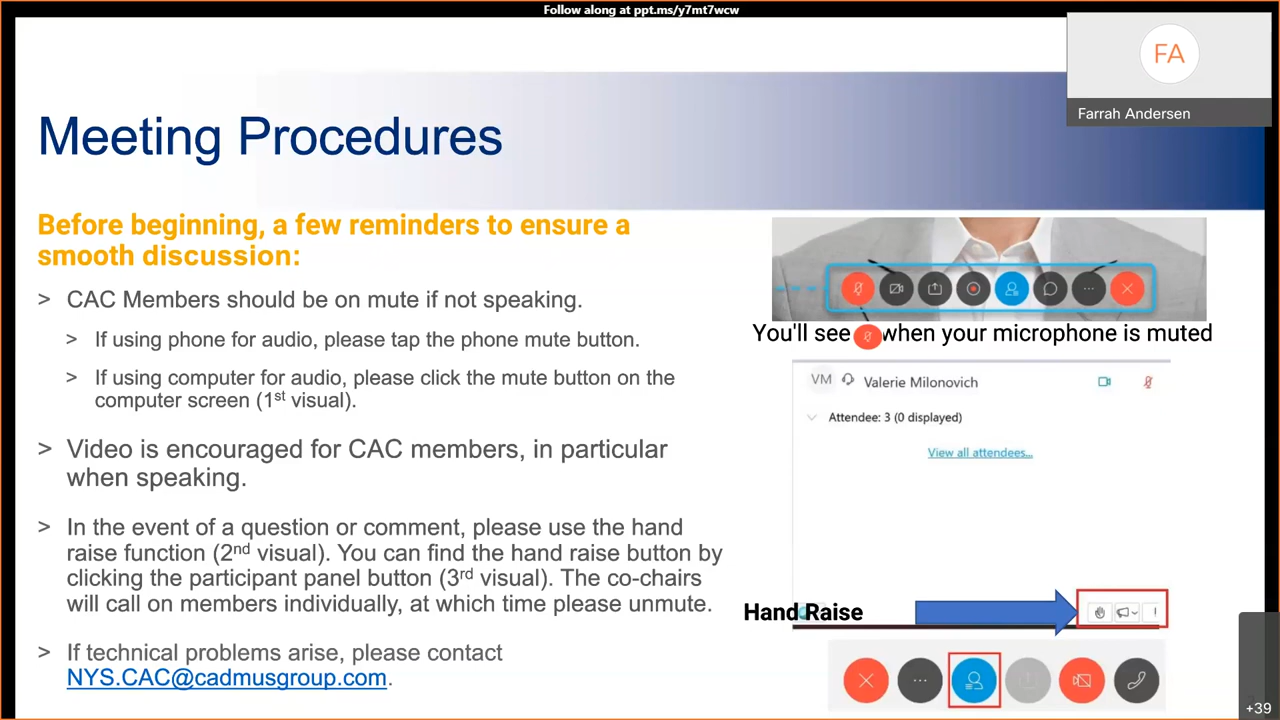 Follow along at ppt.ms/y7mt7wcw
FA
Farrah Andersen
Meeting Procedures
Before beginning, a few reminders to ensure a
smooth discussion:
> CAC Members should be on mute if not speaking.
> If using phone for audio, please tap the phone mute button.
> If using computer for audio, please click the mute button on the
computer screen (1st visual).
> Video is encouraged for CAC members, in particular
when speaking.
> In the event of a question or comment, please use the hand
raise function (2nd visual). You can find the hand raise button by
clicking the participant panel button (3rd visual). The co-chairs
will call on members individually, at which time please unmute.
> If technical problems arise, please contact
NYS.CAC@cadmusgroup.com.
You'll see when your microphone is muted
VM Valerie Milonovich
Attendee: 3 (0 displayed)
View all attendees...
Hand Raise
+39